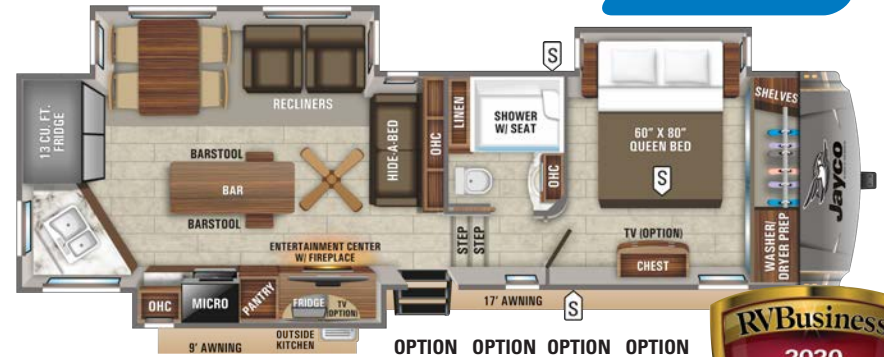 S
13 CU. FT.
FRIDGE
RECLINERS
HIDE-A-BED
OHC
LINEN
SHOWER
W/ SEAT
OHC
60" X 80"
QUEEN BED
S
SHELVES
Jayco
BARSTOOL
BAR
BARSTOOL
ENTERTAINMENT CENTER
W/ FIREPLACE
STEP
STEP
TV (OPTION)
CHEST
WASHER/
DRYER PREP
OHC
MICRO
PANTRY
FRIDGE
TV
(OPTION)
17' AWNING
S
9' AWNING
OUTSIDE
KITCHEN
OPTION OPTION OPTION OPTION
RVBusiness
2020